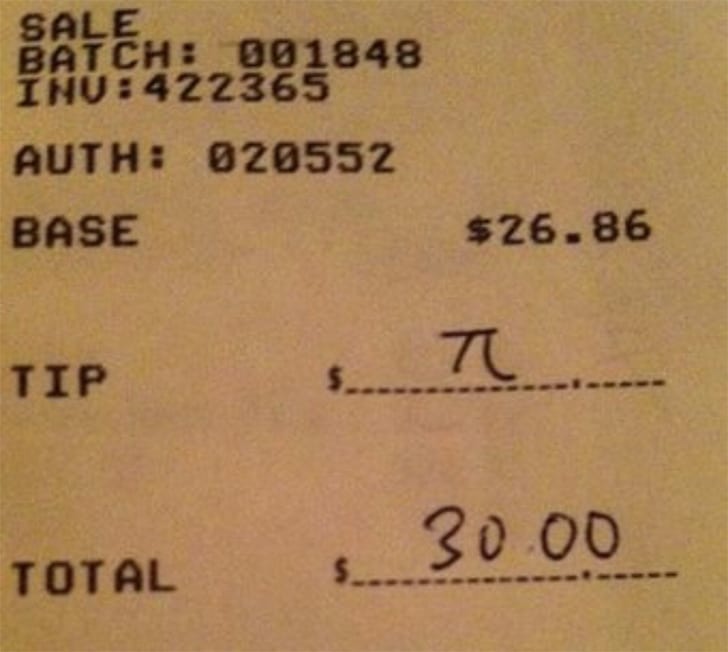 SALE
BATCH: 001848
INV:422365
AUTH: 020552
BASE $26.86
TIP $ π
TOTAL $ 30.00